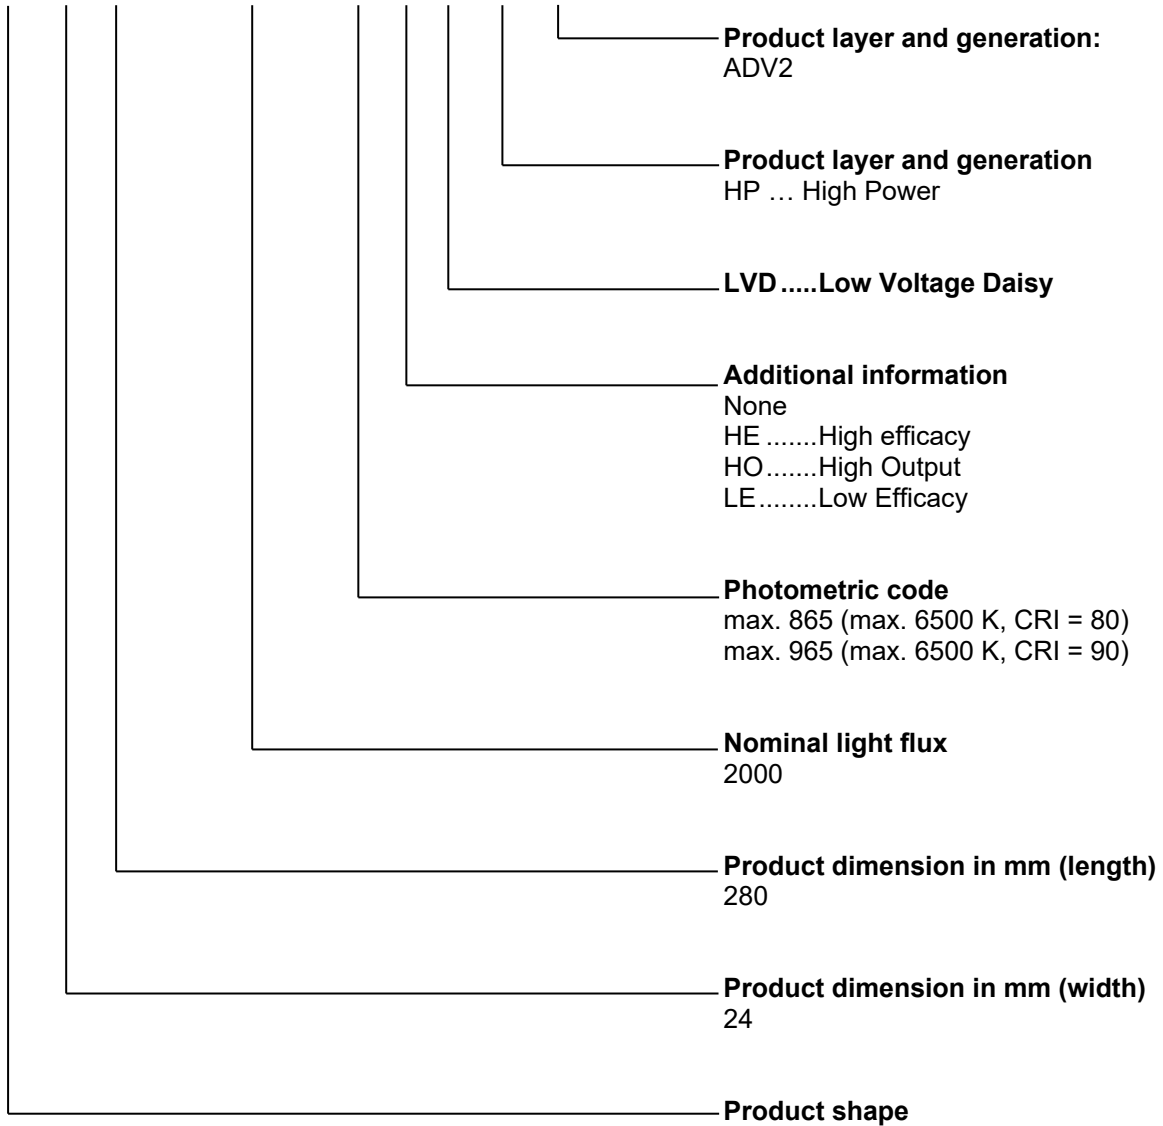 Product layer and generation:
ADV2
Product layer and generation
HP … High Power
LVD.....Low Voltage Daisy
Additional information
None
HE.......High efficacy
HO.......High Output
LE........Low Efficacy
Photometric code
max. 865 (max. 6500 K, CRI = 80)
max. 965 (max. 6500 K, CRI = 90)
Nominal light flux
2000
Product dimension in mm (length)
280
Product dimension in mm (width)
24
Product shape